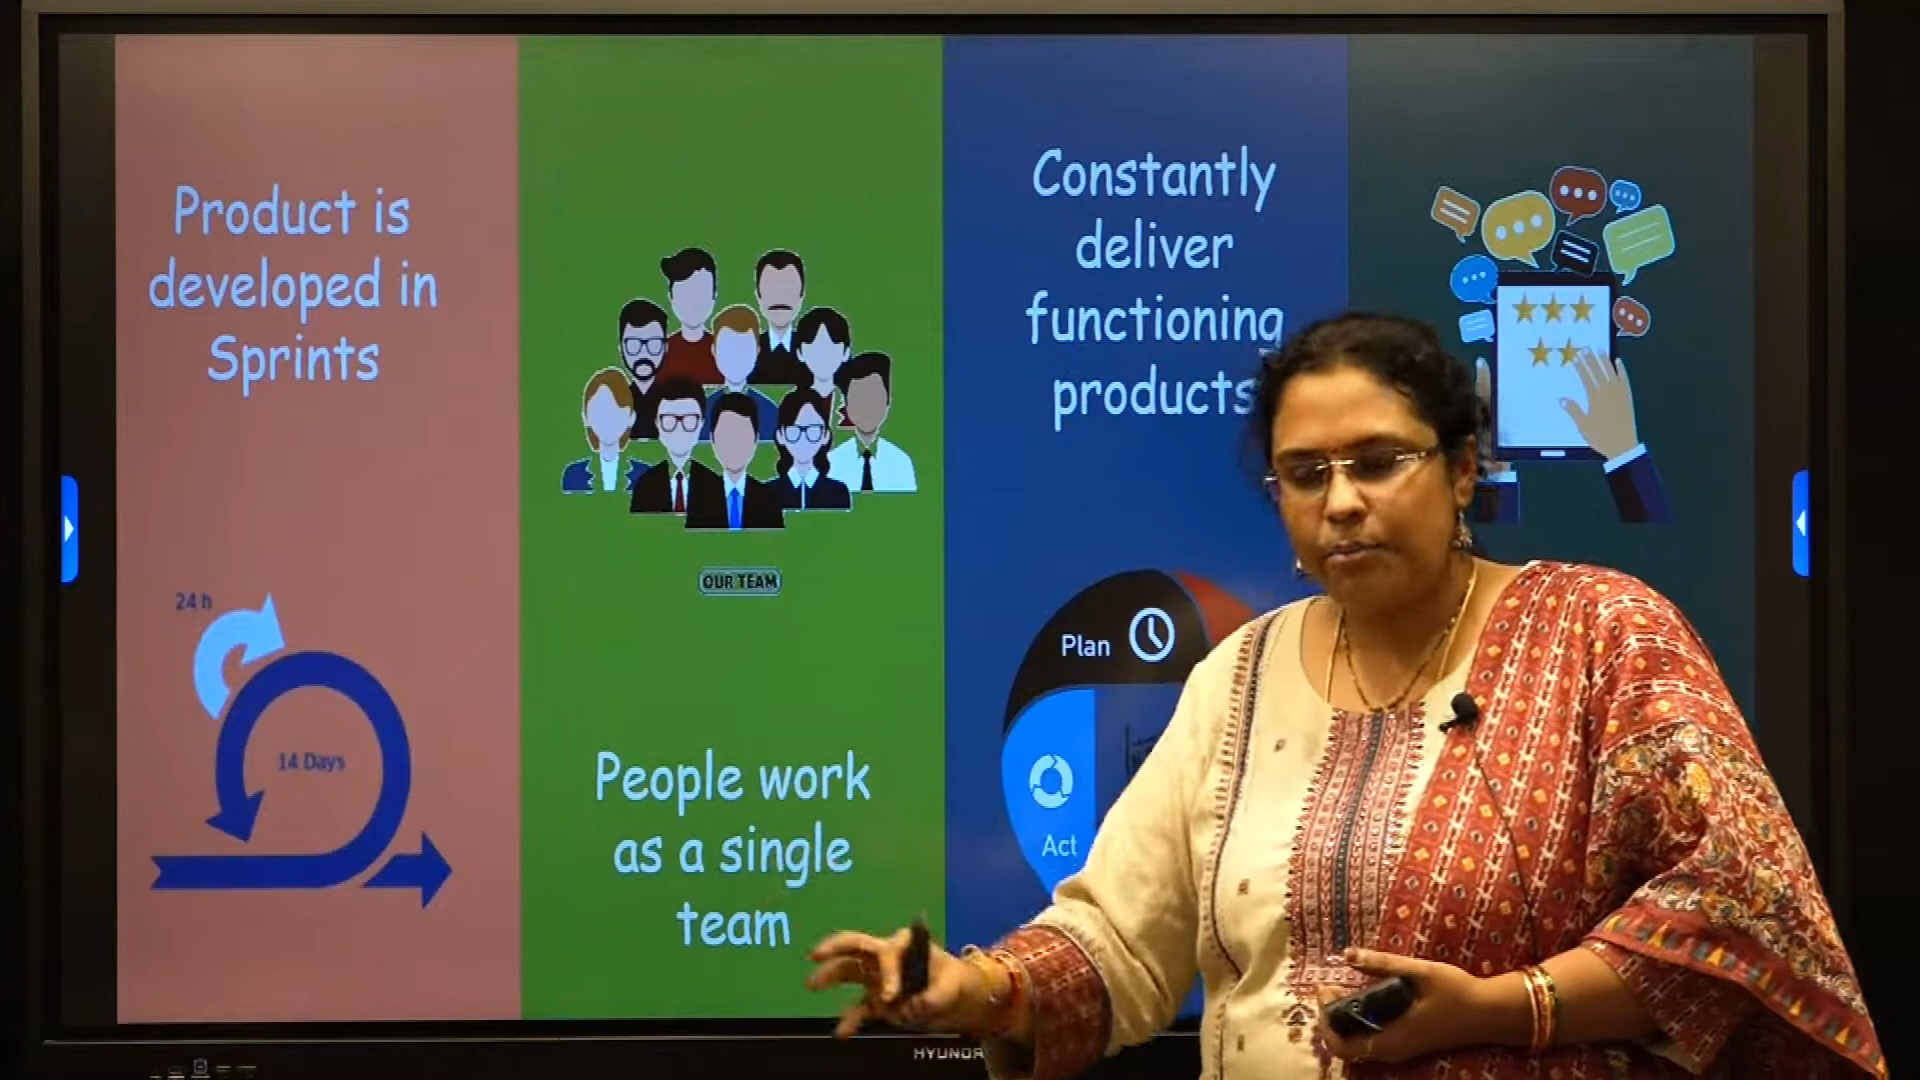 Product is
developed in
Sprints
24 h
14 Days
OUR TEAM
People work
as a single
team
Constantly
deliver
functioning
products
Plan
Act